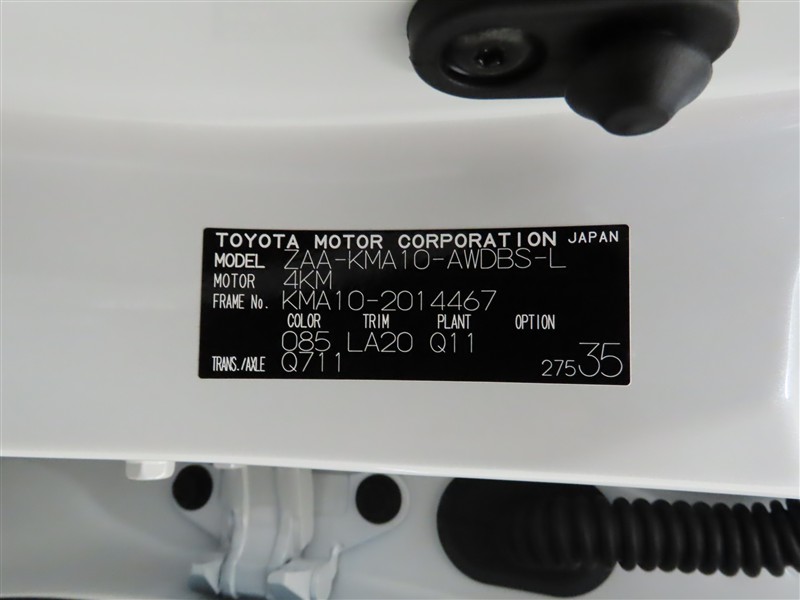 TOYOTA MOTOR CORPORATION JAPAN
MODEL ZAA-KMA10-AWDBS-L
MOTOR 4KM
FRAME No. KMA10-2014467
COLOR TRIM PLANT OPTION
085 LA20 Q11
TRANS./AXLE Q711 27535